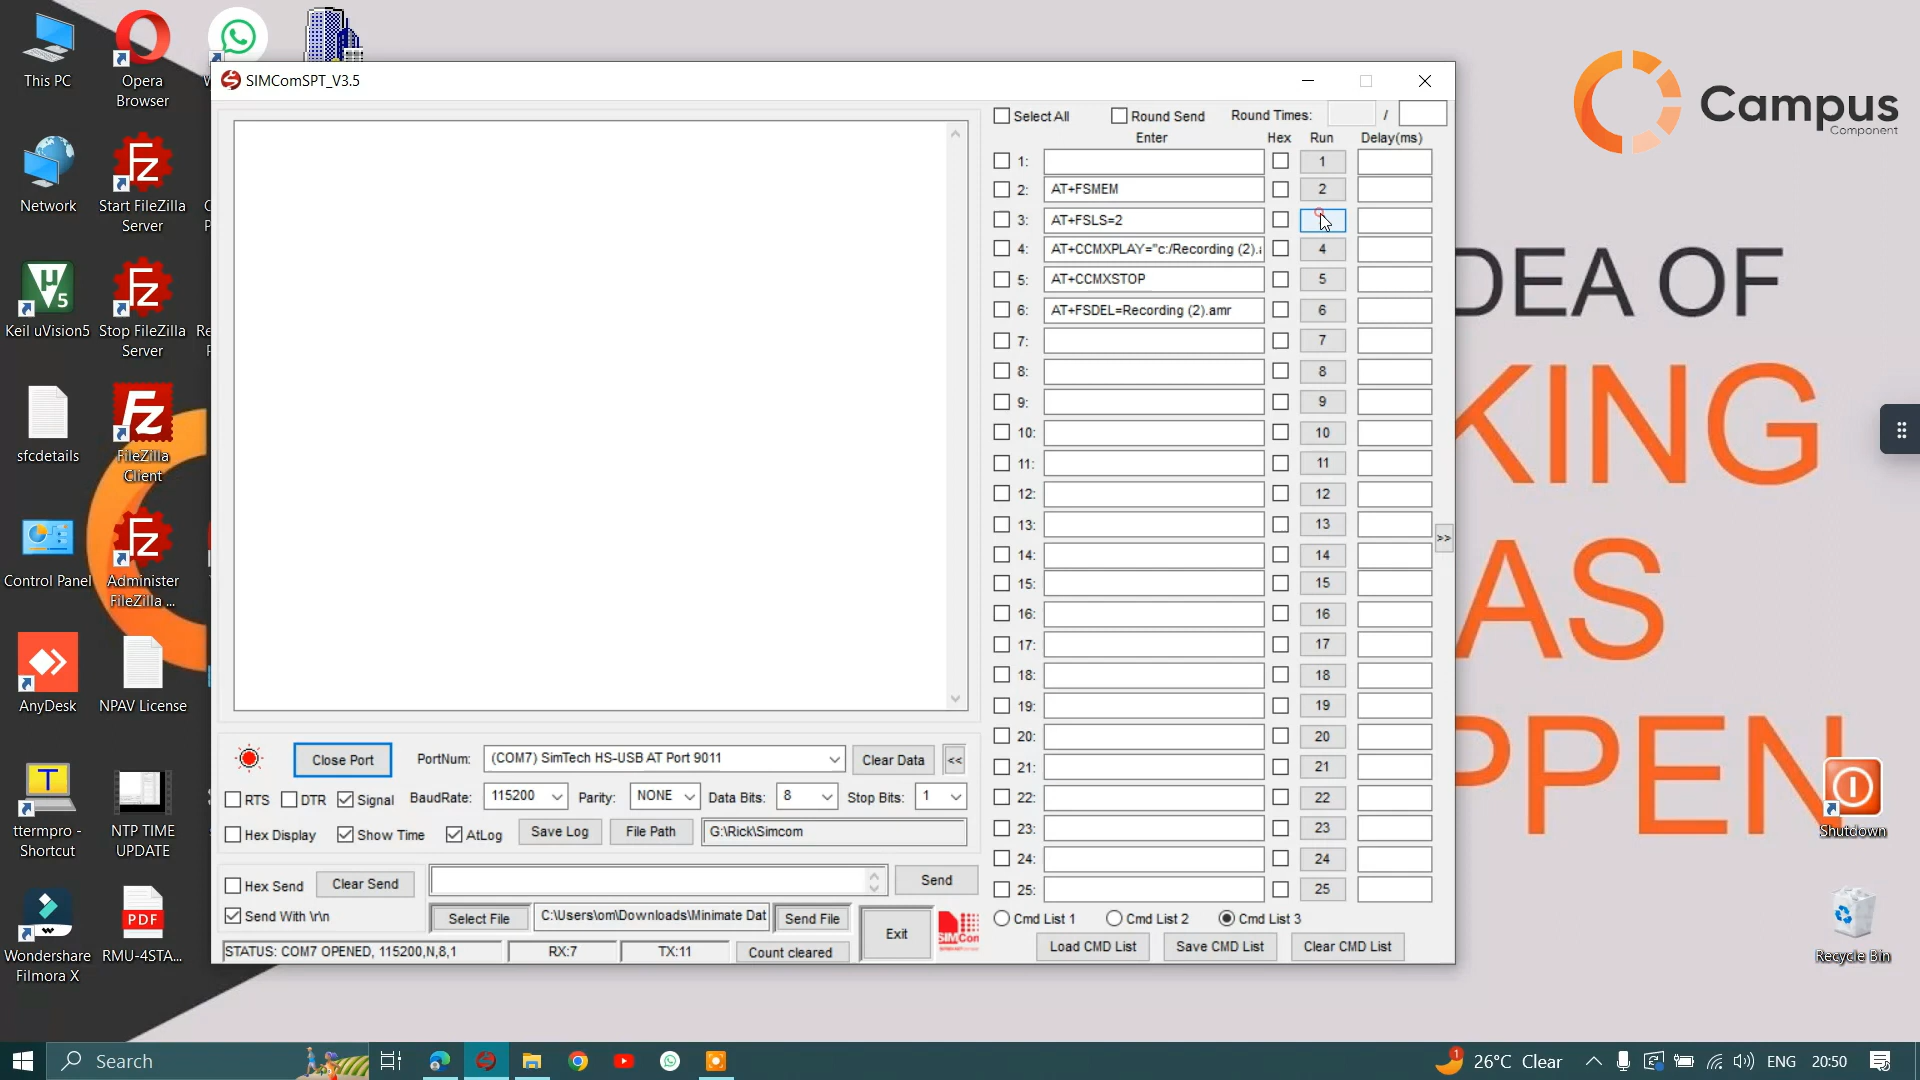 This PC
Opera
Browser
Network
Start FileZilla
Server
Keil uVision5
Stop FileZilla
Server
sfcdetails
FileZilla
Client
Control Panel
Administer
FileZilla ...
AnyDesk
NPAV License
ttermpro -
Shortcut
NTP TIME
UPDATE
Wondershare
Filmora X
RMU-4STA...
PDF
SIMComSPT_V3.5
Select All
Round Send
Round Times:
/
Enter
Hex
Run
Delay(ms)
1:
1
2: AT+FSMEM
2
3: AT+FSLS=2
4: AT+CCMXPLAY="c:/Recording (2).
4
5: AT+CCMXSTOP
5
6: AT+FSDEL=Recording (2).amr
6
7:
7
8:
8
9:
9
10:
10
11:
11
12:
12
13:
13
14:
14
15:
15
16:
16
17:
17
18:
18
19:
19
20:
20
21:
21
22:
22
23:
23
24:
24
25:
25
>>
Cmd List 1
Cmd List 2
Cmd List 3
Load CMD List
Save CMD List
Clear CMD List
Close Port
PortNum:
(COM7) SimTech HS-USB AT Port 9011
Clear Data
<<
RTS
DTR
Signal
BaudRate:
115200
Parity:
NONE
Data Bits:
8
Stop Bits:
1
Hex Display
Show Time
AtLog
Save Log
File Path
G:\Rick\Simcom
Hex Send
Clear Send
Send
Send With \r\n
Select File
C:\Users\om\Downloads\Minimate Dat
Send File
Exit
SIMCom
STATUS: COM7 OPENED, 115200,N,8,1
RX:7
TX:11
Count cleared
Campus
Component
DEA OF
KING
AS
PPEN
Shutdown
Recycle Bin
Search
1
26°C Clear
ENG
20:50